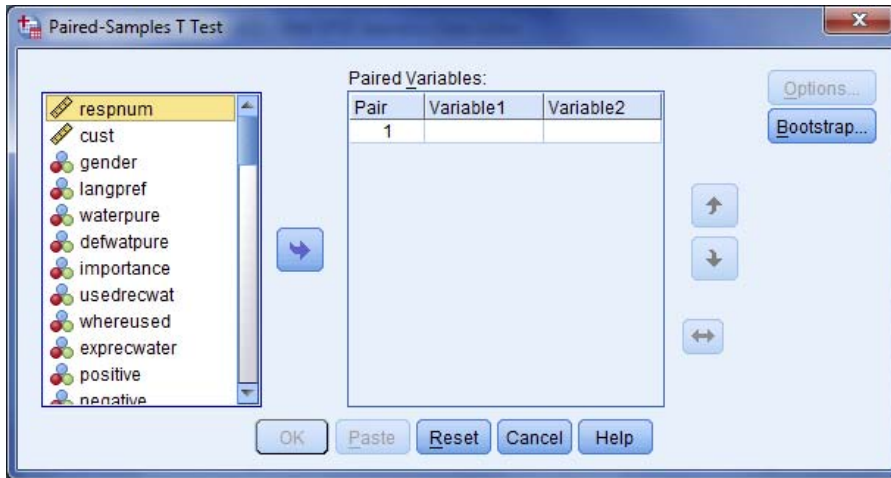 Paired-Samples T Test
respnum
cust
gender
langpref
waterpure
defwatpure
importance
usedrecwat
whereused
exprecwater
positive
negative
Paired Variables:
Pair Variable1 Variable2
1
Options...
Bootstrap...
OK Paste Reset Cancel Help